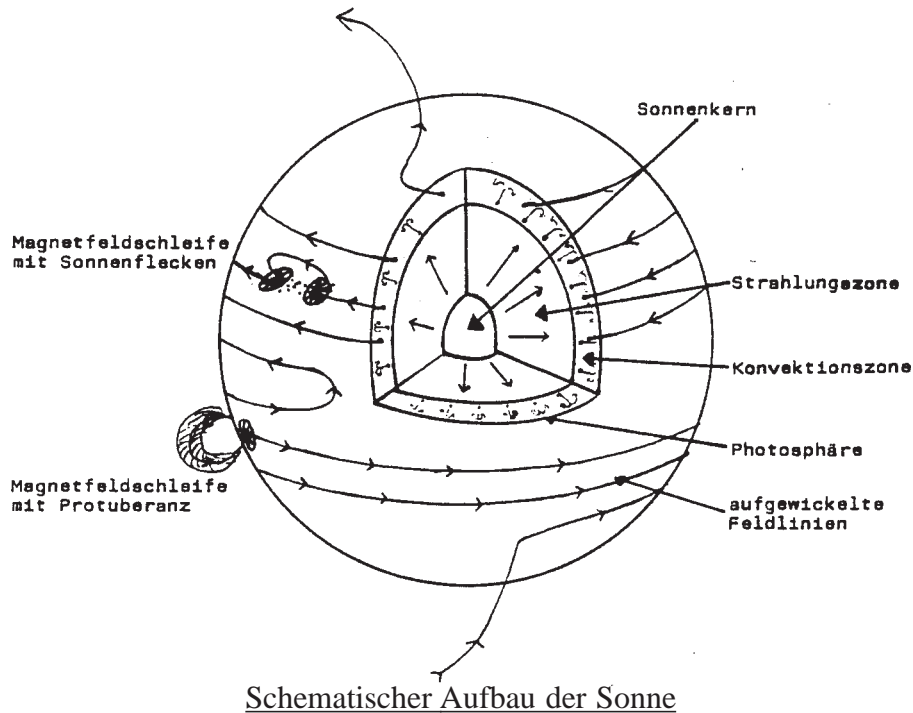 Sonnenkern
Magnetfeldschleife
mit Sonnenflecken
Strahlungszone
Konvektionszone
Photosphäre
Magnetfeldschleife
mit Protuberanz
aufgewickelte
Feldlinien
Schematischer Aufbau der Sonne